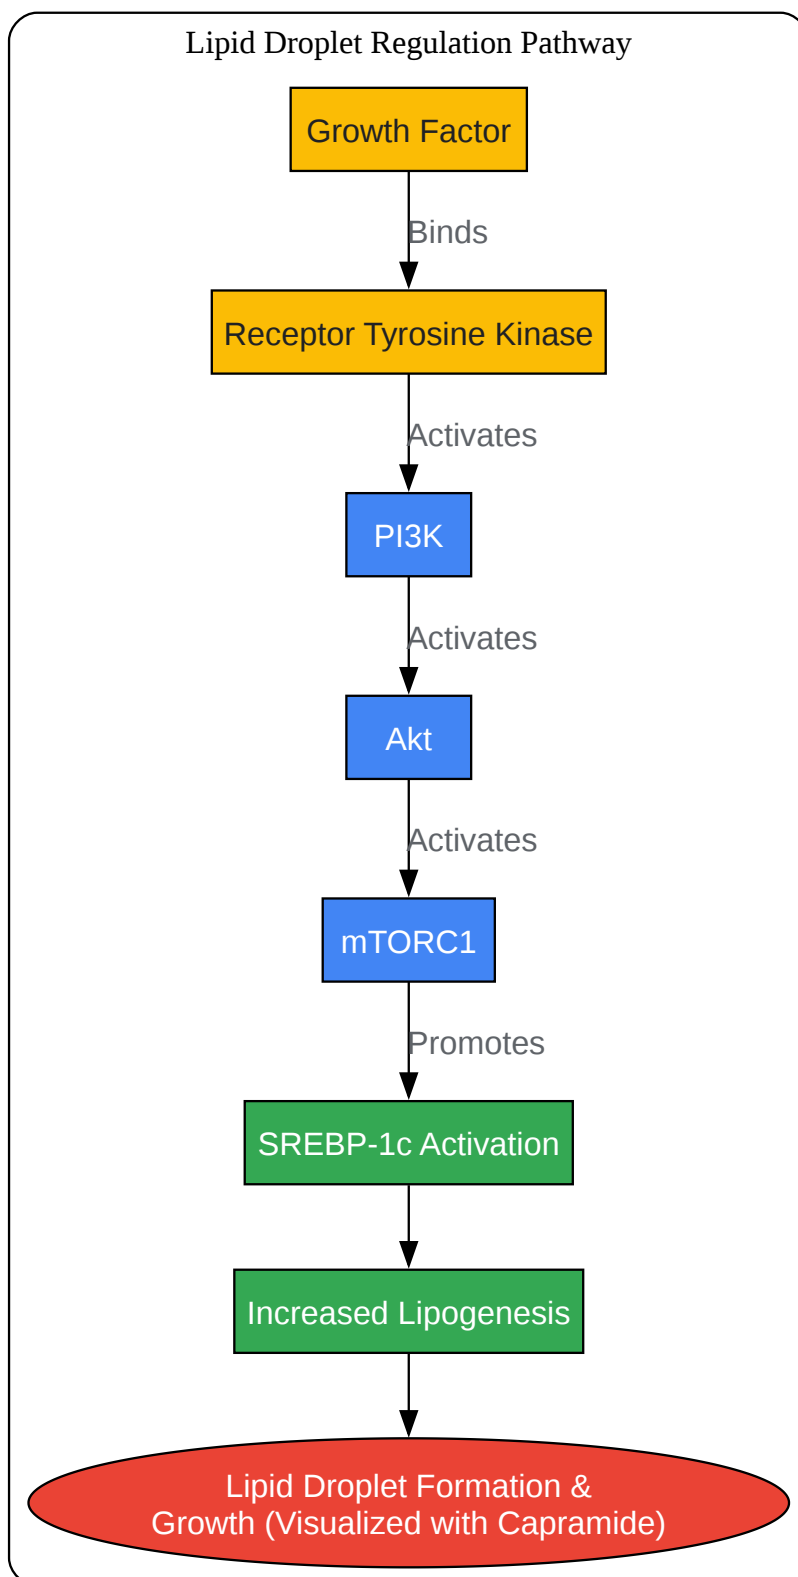 Lipid Droplet Regulation Pathway
Growth Factor
Binds
Receptor Tyrosine Kinase
Activates
PI3K
Activates
Akt
Activates
mTORC1
Promotes
SREBP-1c Activation
Increased Lipogenesis
Lipid Droplet Formation &
Growth (Visualized with Capramide)